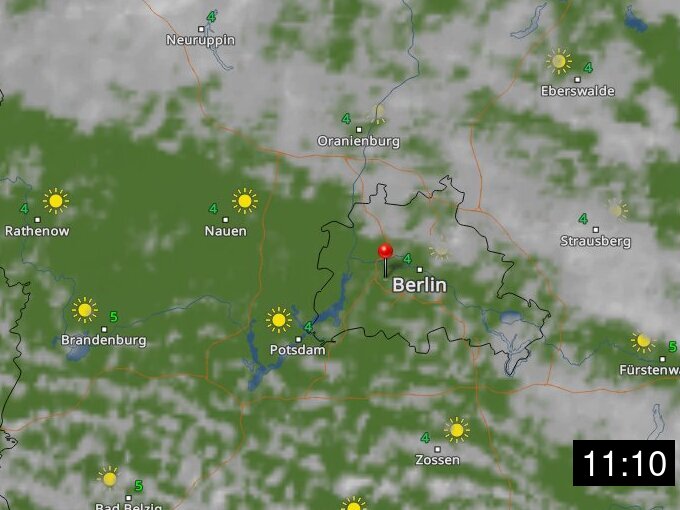 4
Neuruppin
4
Eberswalde
4
Oranienburg
4
Rathenow
4
Nauen
4
Strausberg
4
Berlin
5
Brandenburg
4
Potsdam
5
Fürstenwa
4
Zossen
11:10
5
Bad Belzig